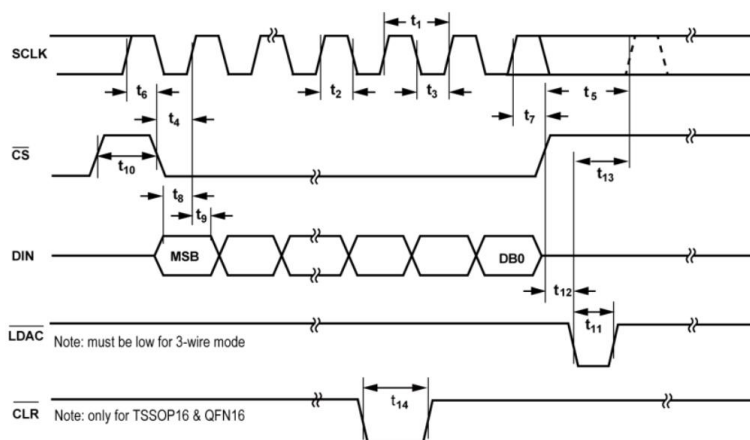 SCLK
t1
t6
t2
t3
t5
t4
t7
CS
t10
t13
t8
t9
DIN
MSB
DB0
t12
t11
LDAC
Note: must be low for 3-wire mode
CLR
Note: only for TSSOP16 & QFN16
t14